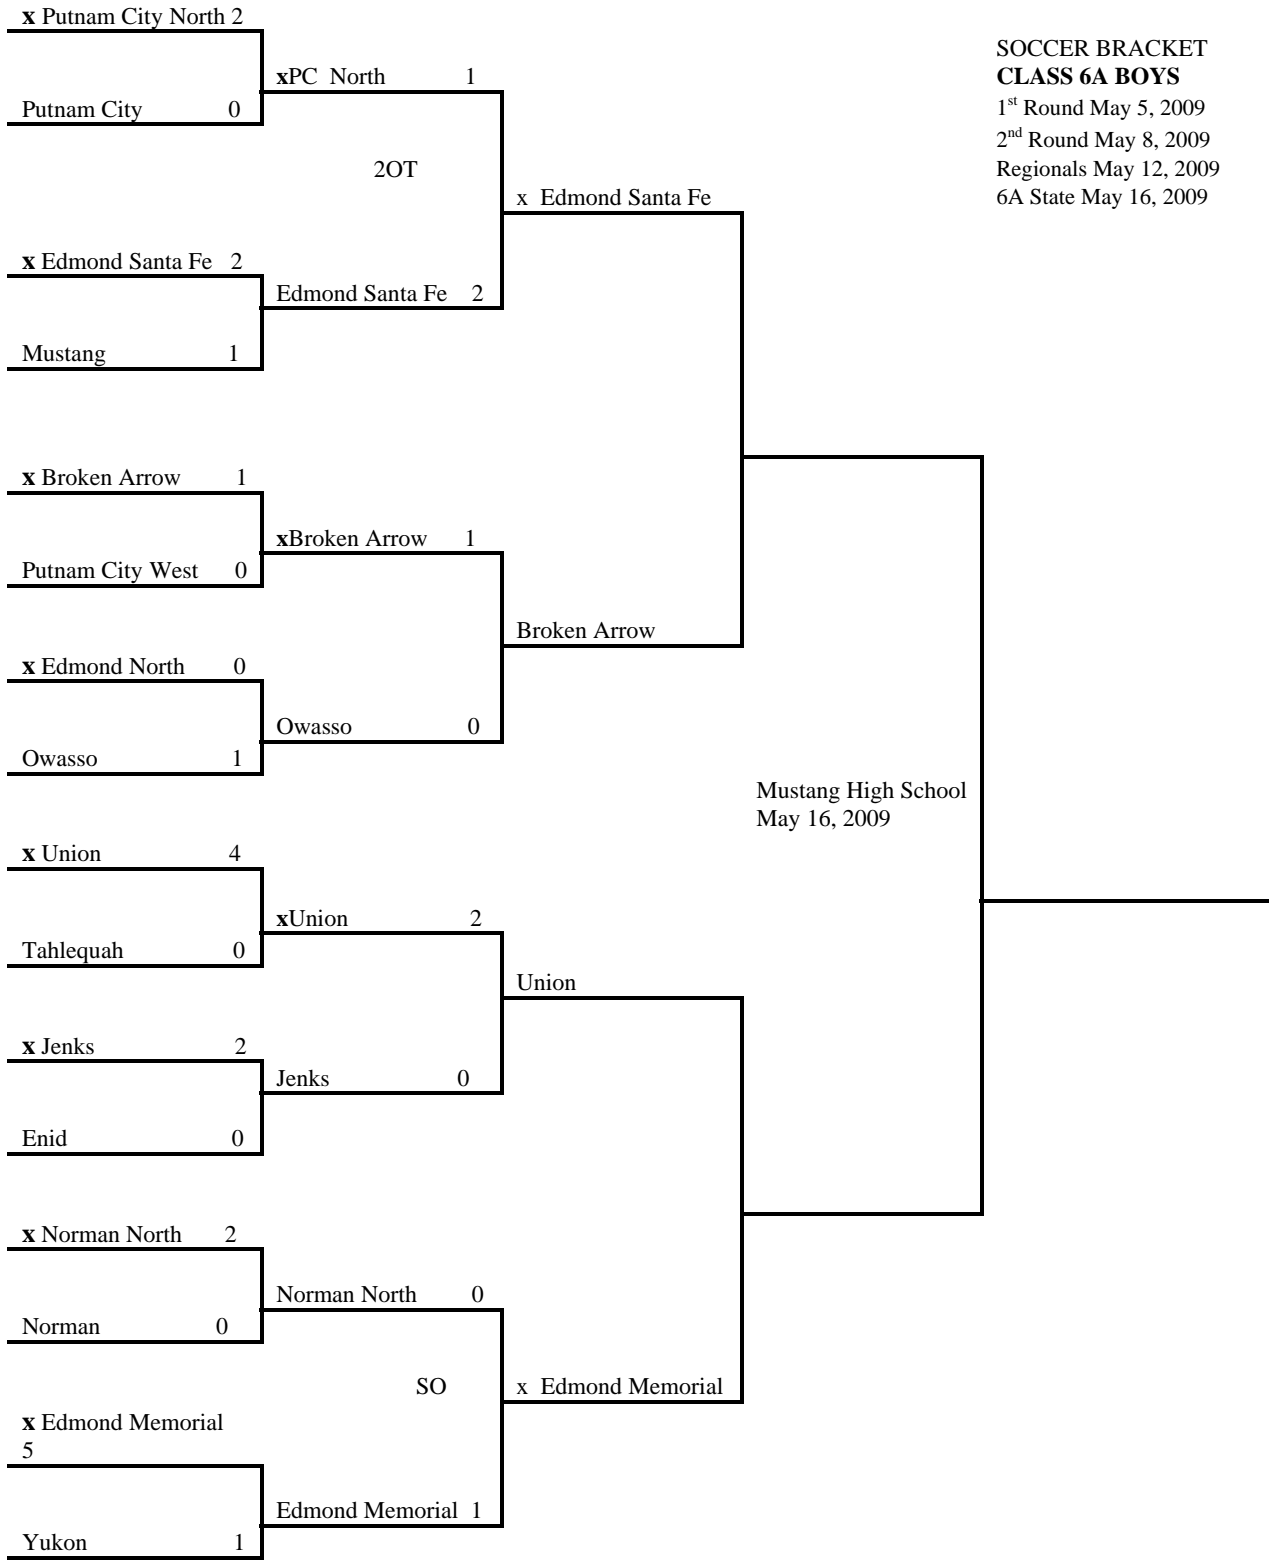 x Putnam City North 2
SOCCER BRACKET
CLASS 6A BOYS
1st Round May 5, 2009
2nd Round May 8, 2009
Regionals May 12, 2009
6A State May 16, 2009
xPC North 1
Putnam City 0
2OT
x Edmond Santa Fe
x Edmond Santa Fe 2
Edmond Santa Fe 2
Mustang 1
x Broken Arrow 1
xBroken Arrow 1
Putnam City West 0
Broken Arrow
x Edmond North 0
Owasso 0
Owasso 1
Mustang High School
May 16, 2009
x Union 4
xUnion 2
Tahlequah 0
Union
x Jenks 2
Jenks 0
Enid 0
x Norman North 2
Norman North 0
Norman 0
SO
x Edmond Memorial
x Edmond Memorial
5
Edmond Memorial 1
Yukon 1